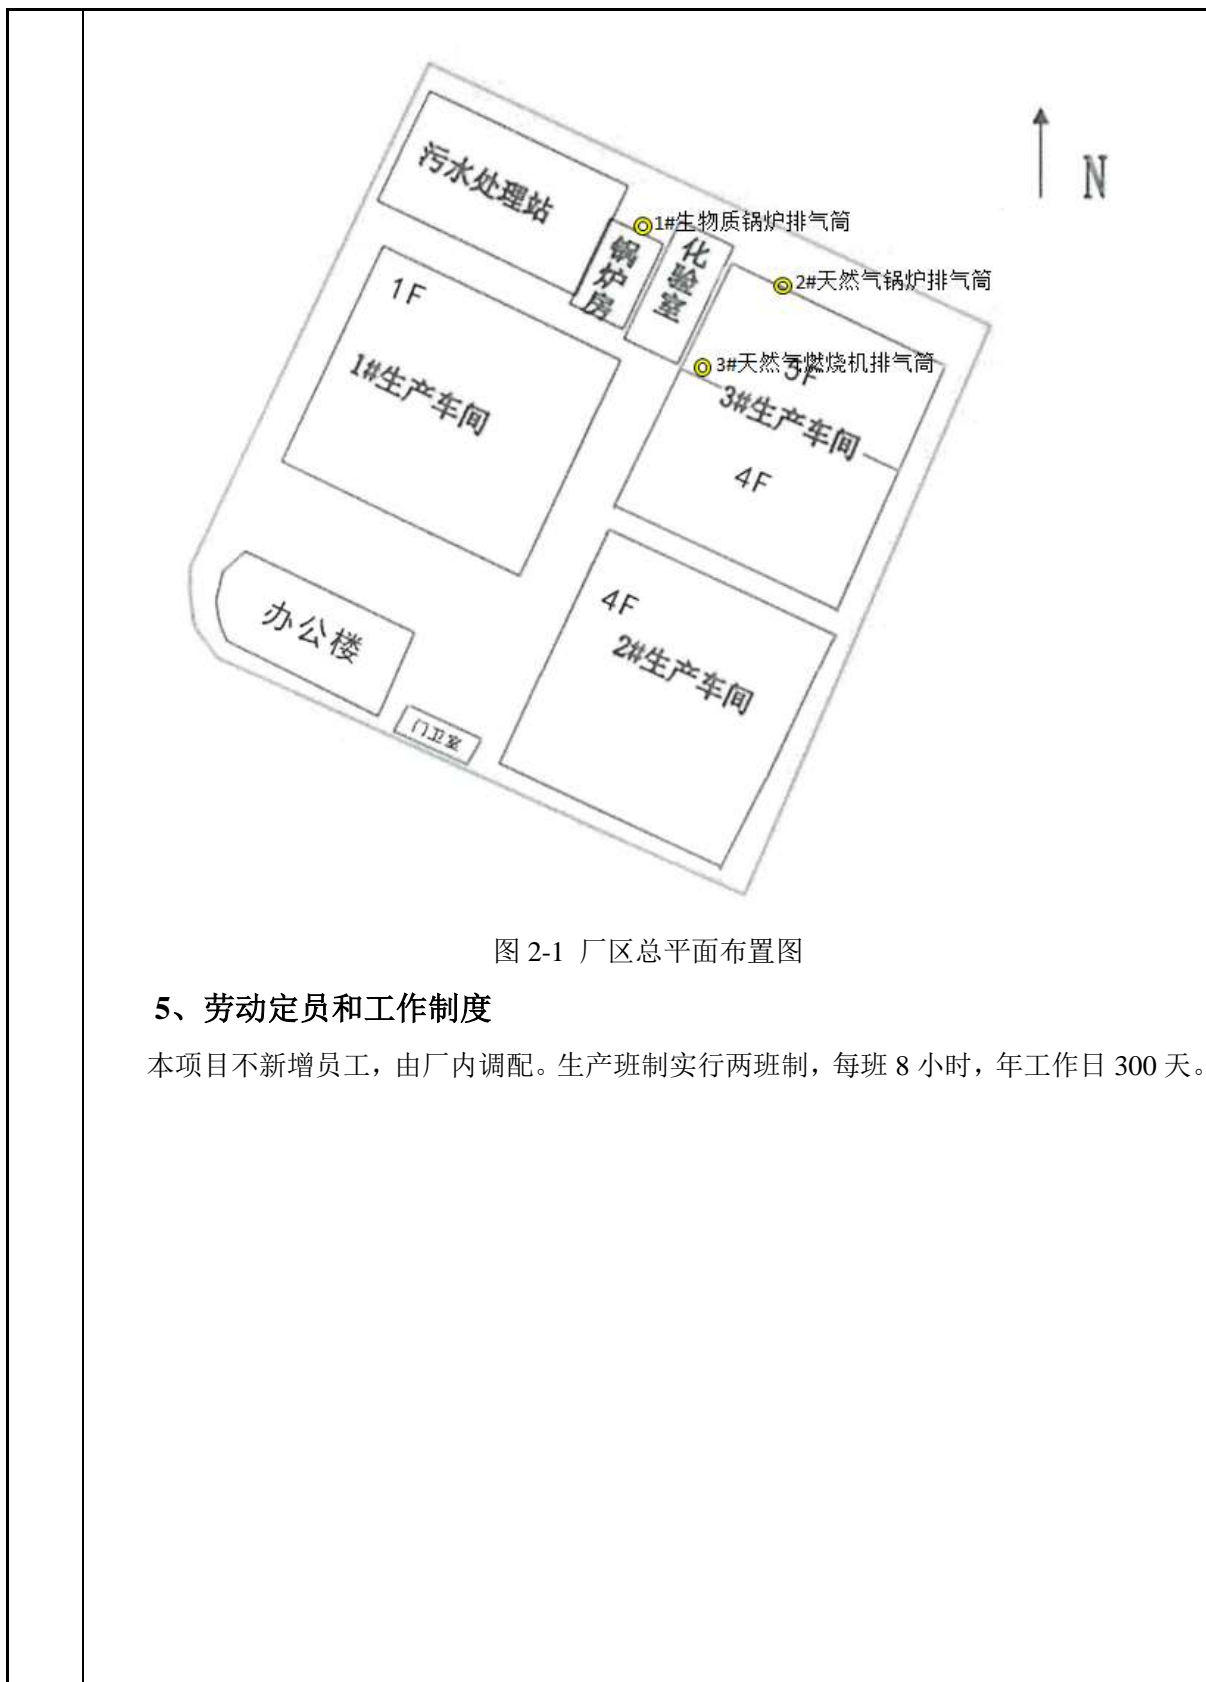 N
污水处理站
1#生物质锅炉排气筒
锅炉房
化验室
2#天然气锅炉排气筒
1F
1#生产车间
3#天然气燃烧机排气筒
5F
3#生产车间
4F
4F
2#生产车间
办公楼
门卫室
图 2-1 厂区总平面布置图
5、劳动定员和工作制度
本项目不新增员工，由厂内调配。生产班制实行两班制，每班 8 小时，年工作日 300 天。